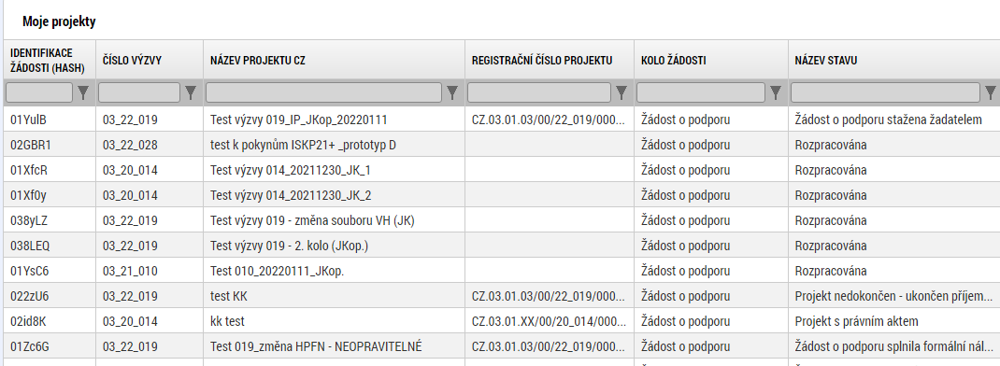 Moje projekty
IDENTIFIKACE ŽÁDOSTI (HASH) ČÍSLO VÝZVY NÁZEV PROJEKTU CZ REGISTRAČNÍ ČÍSLO PROJEKTU KOLO ŽÁDOSTI NÁZEV STAVU
01YulB 03_22_019 Test výzvy 019_IP_JKop_20220111 CZ.03.01.03/00/22_019/000... Žádost o podporu Žádost o podporu stažena žadatelem
02GBR1 03_22_028 test k pokynům ISKP21+ _prototyp D Žádost o podporu Rozpracována
01XfcR 03_20_014 Test výzvy 014_20211230_JK_1 Žádost o podporu Rozpracována
01Xf0y 03_20_014 Test výzvy 014_20211230_JK_2 Žádost o podporu Rozpracována
038yLZ 03_22_019 Test výzvy 019 - změna souboru VH (JK) Žádost o podporu Rozpracována
038LEQ 03_22_019 Test výzvy 019 - 2. kolo (JKop.) Žádost o podporu Rozpracována
01YsC6 03_21_010 Test 010_20220111_JKop. Žádost o podporu Rozpracována
022zU6 03_22_019 test KK CZ.03.01.03/00/22_019/000... Žádost o podporu Projekt nedokončen - ukončen příjem...
02id8K 03_20_014 kk test CZ.03.01.XX/00/20_014/000... Žádost o podporu Projekt s právním aktem
01Zc6G 03_22_019 Test 019_změna HPFN - NEOPRAVITELNÉ CZ.03.01.03/00/22_019/000... Žádost o podporu Žádost o podporu splnila formální nál...